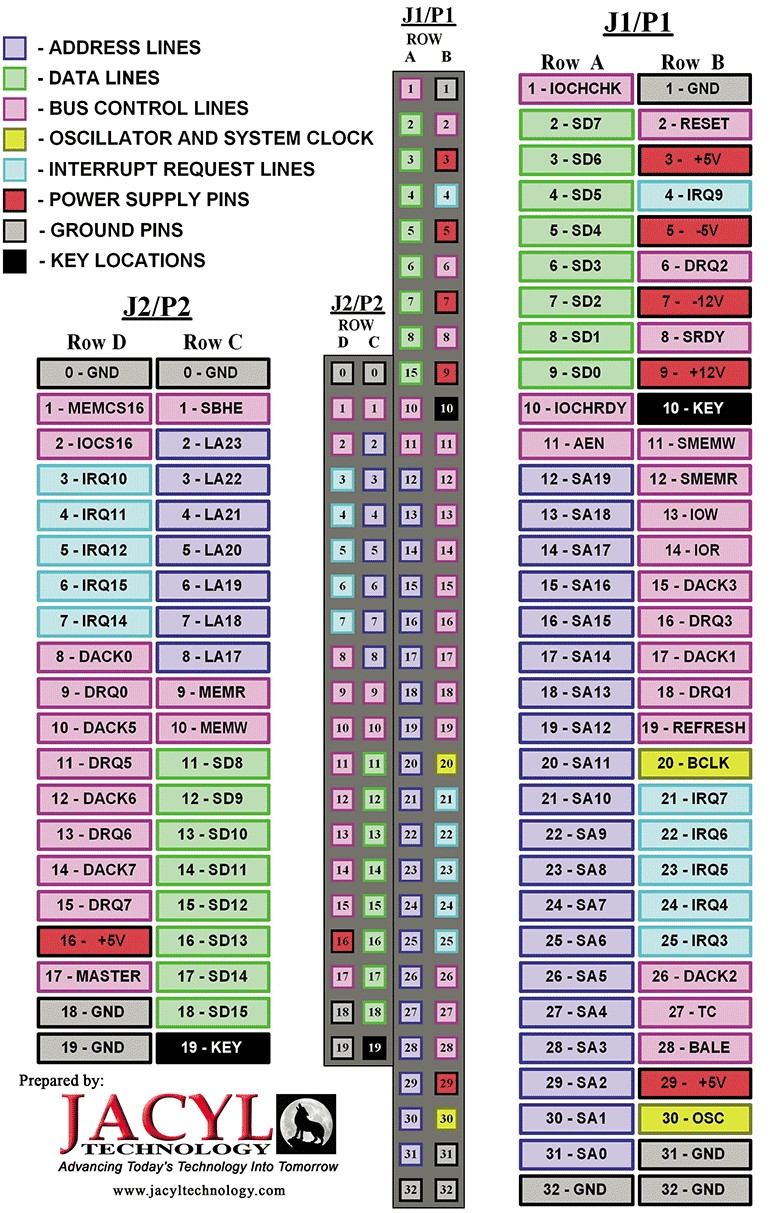 - ADDRESS LINES
- DATA LINES
- BUS CONTROL LINES
- OSCILLATOR AND SYSTEM CLOCK
- INTERRUPT REQUEST LINES
- POWER SUPPLY PINS
- GROUND PINS
- KEY LOCATIONS
J2/P2
Row D Row C
0 - GND 0 - GND
1 - MEMCS16 1 - SBHE
2 - IOCS16 2 - LA23
3 - IRQ10 3 - LA22
4 - IRQ11 4 - LA21
5 - IRQ12 5 - LA20
6 - IRQ15 6 - LA19
7 - IRQ14 7 - LA18
8 - DACK0 8 - LA17
9 - DRQ0 9 - MEMR
10 - DACK5 10 - MEMW
11 - DRQ5 11 - SD8
12 - DACK6 12 - SD9
13 - DRQ6 13 - SD10
14 - DACK7 14 - SD11
15 - DRQ7 15 - SD12
16 - +5V 16 - SD13
17 - MASTER 17 - SD14
18 - GND 18 - SD15
19 - GND 19 - KEY
J2/P2
ROW
D C
0 0
1 1
2 2
3 3
4 4
5 5
6 6
7 7
8 8
9 9
10 10
11 11
12 12
13 13
14 14
15 15
16 16
17 17
18 18
19 19
J1/P1
ROW
A B
1 1
2 2
3 3
4 4
5 5
6 6
7 7
8 8
15 9
10 10
11 11
12 12
13 13
14 14
15 15
16 16
17 17
18 18
19 19
20 20
21 21
22 22
23 23
24 24
25 25
26 26
27 27
28 28
29 29
30 30
31 31
32 32
J1/P1
Row A Row B
1 - IOCHCHK 1 - GND
2 - SD7 2 - RESET
3 - SD6 3 - +5V
4 - SD5 4 - IRQ9
5 - SD4 5 - -5V
6 - SD3 6 - DRQ2
7 - SD2 7 - -12V
8 - SD1 8 - SRDY
9 - SD0 9 - +12V
10 - IOCHRDY 10 - KEY
11 - AEN 11 - SMEMW
12 - SA19 12 - SMEMR
13 - SA18 13 - IOW
14 - SA17 14 - IOR
15 - SA16 15 - DACK3
16 - SA15 16 - DRQ3
17 - SA14 17 - DACK1
18 - SA13 18 - DRQ1
19 - SA12 19 - REFRESH
20 - SA11 20 - BCLK
21 - SA10 21 - IRQ7
22 - SA9 22 - IRQ6
23 - SA8 23 - IRQ5
24 - SA7 24 - IRQ4
25 - SA6 25 - IRQ3
26 - SA5 26 - DACK2
27 - SA4 27 - TC
28 - SA3 28 - BALE
29 - SA2 29 - +5V
30 - SA1 30 - OSC
31 - SA0 31 - GND
32 - GND 32 - GND
Prepared by:
JACYL
TECHNOLOGY
Advancing Today's Technology Into Tomorrow
www.jacyltechnology.com